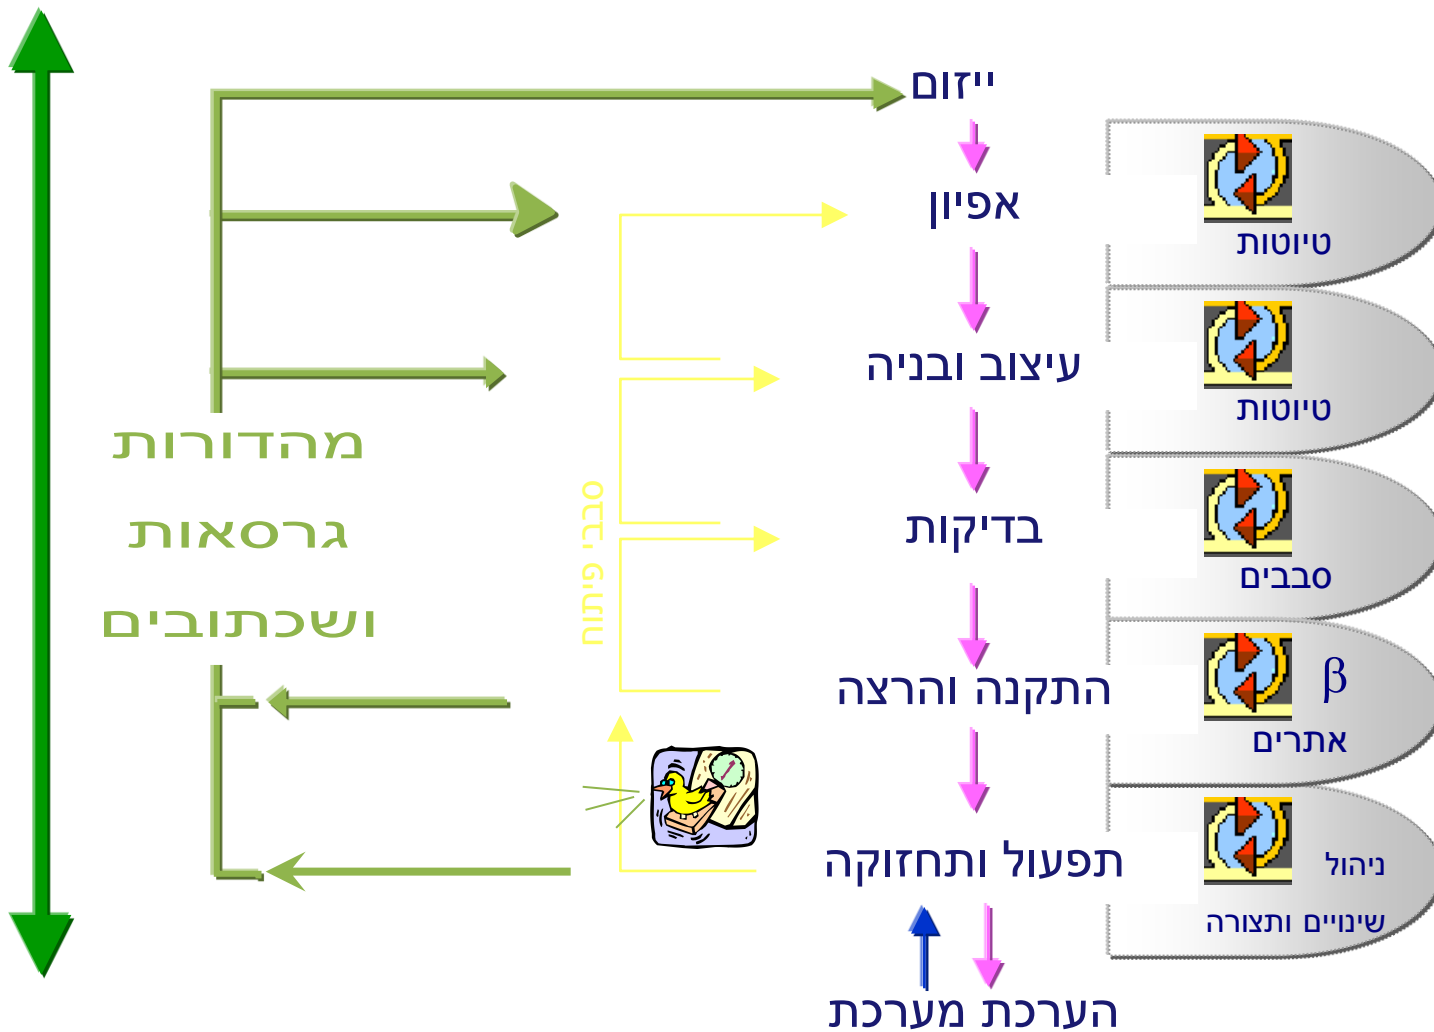 ייזום
אפיון
טיוטות
עיצוב ובניה
טיוטות
מהדורות
גרסאות
ושכתובים
סבבי פיתוח
בדיקות
סבבים
התקנה והרצה
β
אתרים
תפעול ותחזוקה
ניהול
שינויים ותצורה
הערכת מערכת